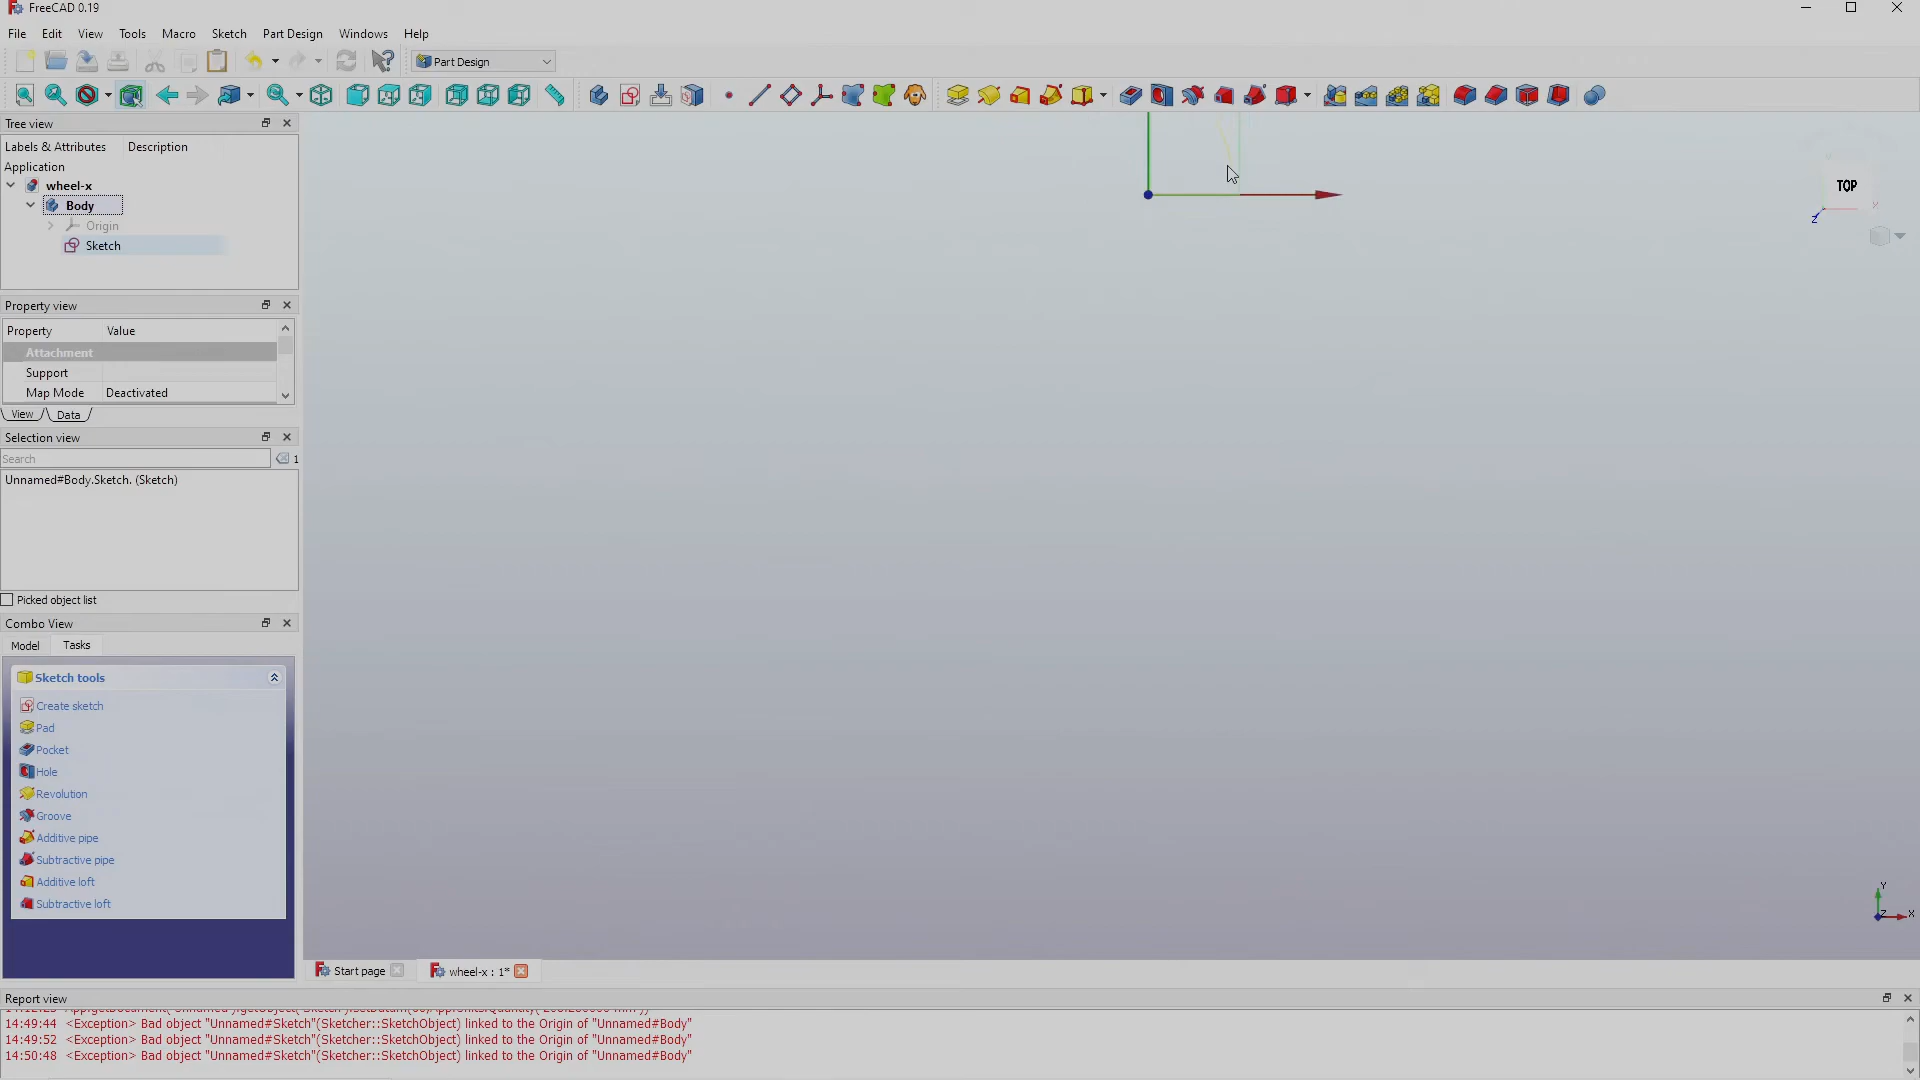 FreeCAD 0.19
File Edit View Tools Macro Sketch Part Design Windows Help
Part Design
Tree view
Labels & Attributes Description
Application
wheel-x
Body
Origin
Sketch
TOP
Z X
Property view
Property Value
Attachment
Support
Map Mode Deactivated
View Data
Selection view
Search 1
Unnamed#Body.Sketch. (Sketch)
Picked object list
Combo View
Model Tasks
Sketch tools
Create sketch
Pad
Pocket
Hole
Revolution
Groove
Additive pipe
Subtractive pipe
Additive loft
Subtractive loft
Y
Z X
Start page wheel-x : 1*
Report view
14:49:44 <Exception> Bad object "Unnamed#Sketch"(Sketcher::SketchObject) linked to the Origin of "Unnamed#Body"
14:49:52 <Exception> Bad object "Unnamed#Sketch"(Sketcher::SketchObject) linked to the Origin of "Unnamed#Body"
14:50:48 <Exception> Bad object "Unnamed#Sketch"(Sketcher::SketchObject) linked to the Origin of "Unnamed#Body"